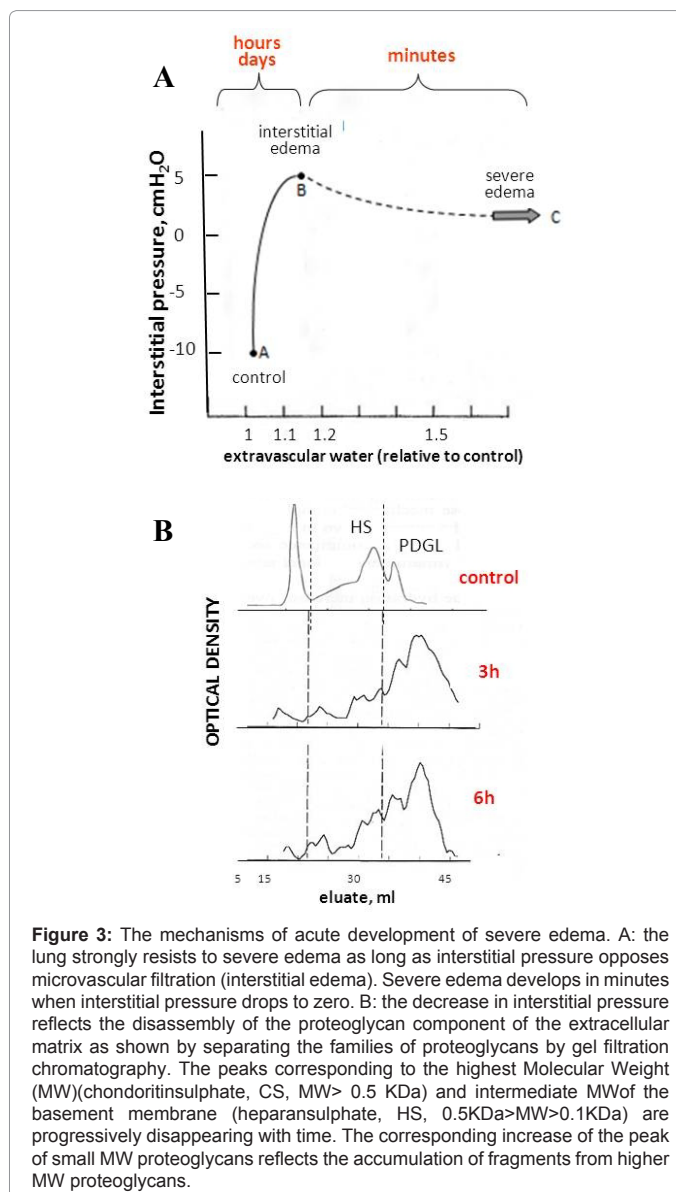 hours
days
minutes
A
interstitial
edema
severe
edema
B
C
A
control
Interstitial pressure, cmH2O
5
0
-5
-10
1 1.1 1.2 1.5
extravascular water (relative to control)
B
HS
PDGL
control
3h
6h
OPTICAL DENSITY
5 15 30 45
eluate, ml
Figure 3: The mechanisms of acute development of severe edema. A: the
lung strongly resists to severe edema as long as interstitial pressure opposes
microvascular filtration (interstitial edema). Severe edema develops in minutes
when interstitial pressure drops to zero. B: the decrease in interstitial pressure
reflects the disassembly of the proteoglycan component of the extracellular
matrix as shown by separating the families of proteoglycans by gel filtration
chromatography. The peaks corresponding to the highest Molecular Weight
(MW)(chondoritinsulphate, CS, MW> 0.5 KDa) and intermediate MWof the
basement membrane (heparansulphate, HS, 0.5KDa>MW>0.1KDa) are
progressively disappearing with time. The corresponding increase of the peak
of small MW proteoglycans reflects the accumulation of fragments from higher
MW proteoglycans.